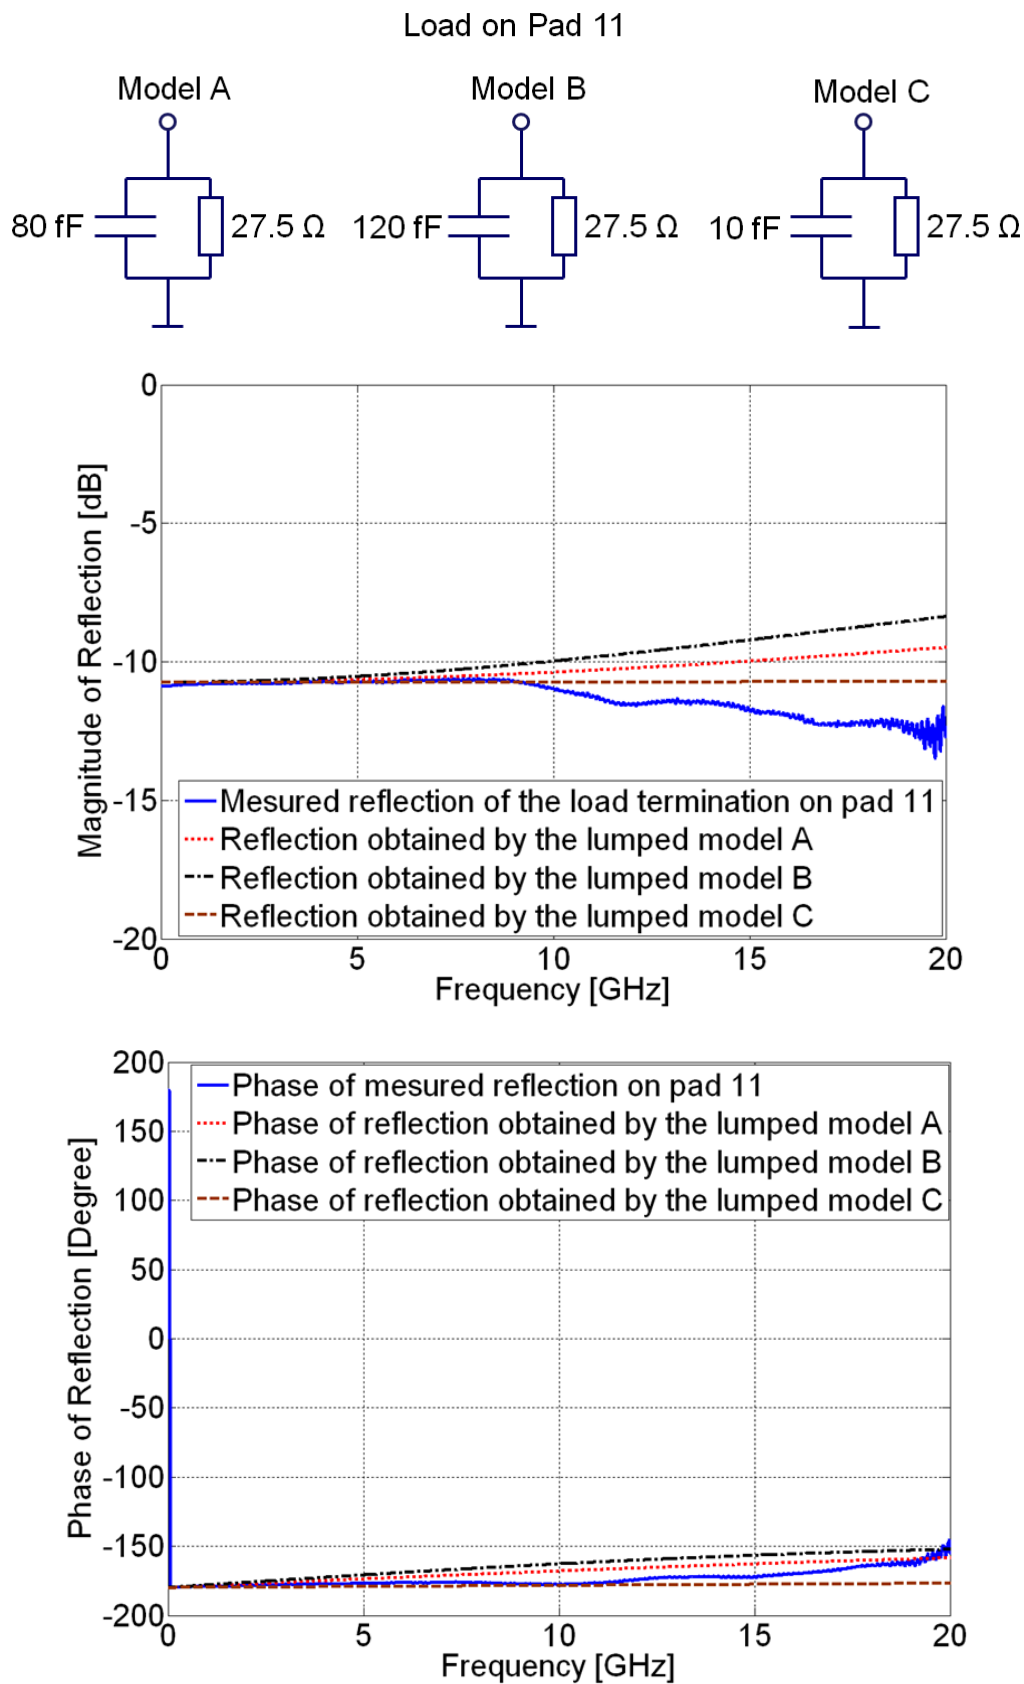 Load on Pad 11
Model A
Model B
Model C
80 fF
27.5 Ω
120 fF
27.5 Ω
10 fF
27.5 Ω
Magnitude of Reflection [dB]
0
-5
-10
-15
-20
Mesured reflection of the load termination on pad 11
Reflection obtained by the lumped model A
Reflection obtained by the lumped model B
Reflection obtained by the lumped model C
0
5
10
15
20
Frequency [GHz]
Phase of Reflection [Degree]
200
150
100
50
0
-50
-100
-150
-200
Phase of mesured reflection on pad 11
Phase of reflection obtained by the lumped model A
Phase of reflection obtained by the lumped model B
Phase of reflection obtained by the lumped model C
0
5
10
15
20
Frequency [GHz]